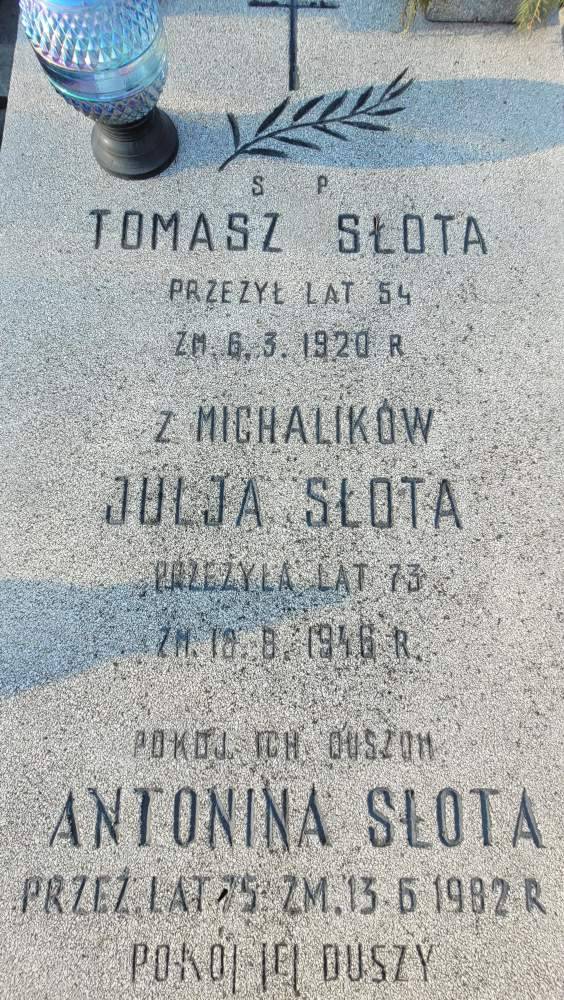 S P
TOMASZ SŁOTA
PRZEZYŁ LAT 54
ZM. 6. 3. 1920 R
Z MICHALIKÓW
JULJA SŁOTA
PRZEŻYŁA LAT 73
ZM. 18. 8. 1946 R.
POKÓJ ICH DUSZOM
ANTONINA SŁOTA
PRZEŻ. LAT 75 ZM. 13 6 1982 R
POKÓJ JEJ DUSZY